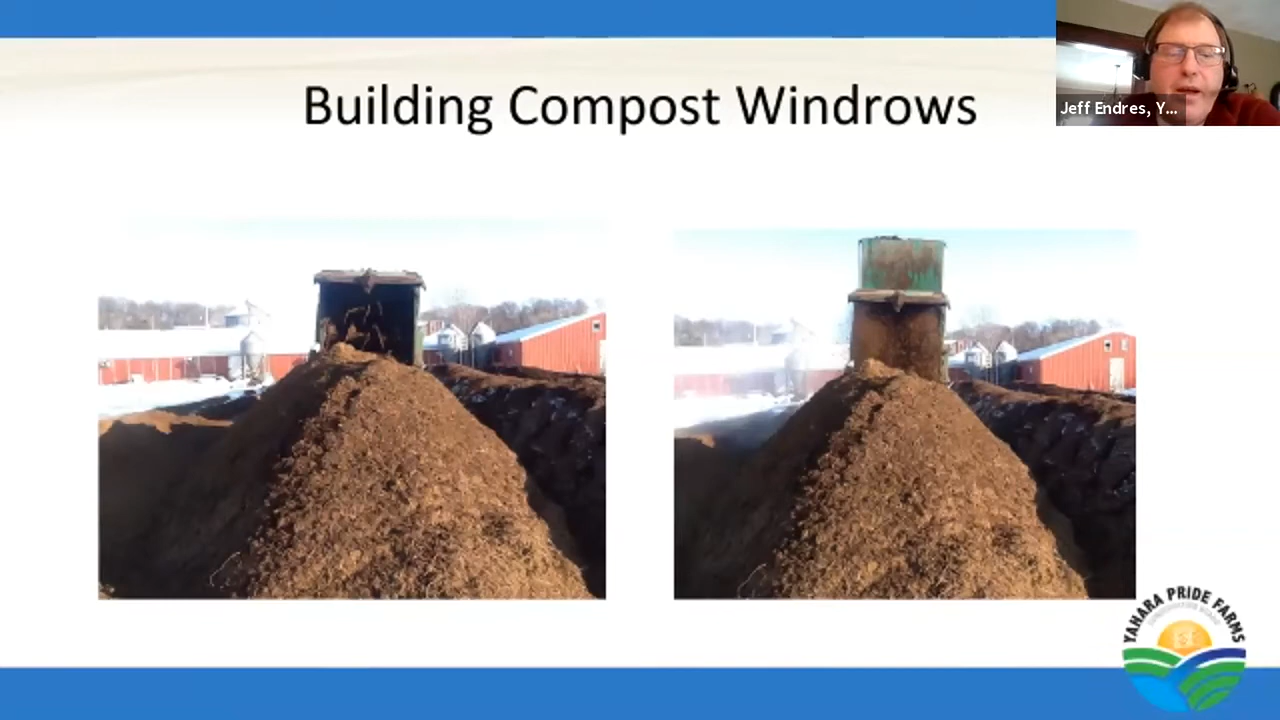 Building Compost Windrows
Jeff Endres, Y...
YAHARA PRIDE FARMS